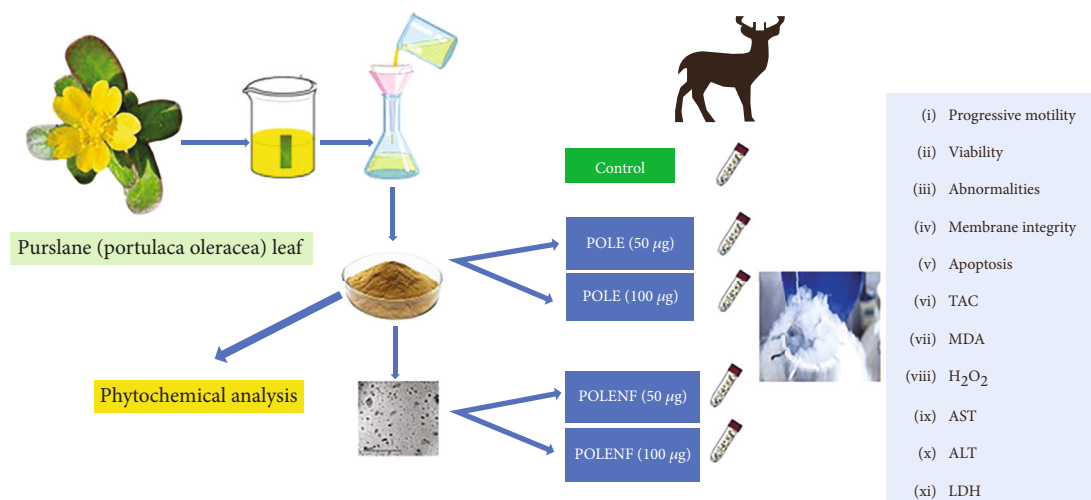 Purslane (portulaca oleracea) leaf
Phytochemical analysis
Control
POLE (50 µg)
POLE (100 µg)
POLENF (50 µg)
POLENF (100 µg)
(i) Progressive motility
(ii) Viability
(iii) Abnormalities
(iv) Membrane integrity
(v) Apoptosis
(vi) TAC
(vii) MDA
(viii) H₂O₂
(ix) AST
(x) ALT
(xi) LDH